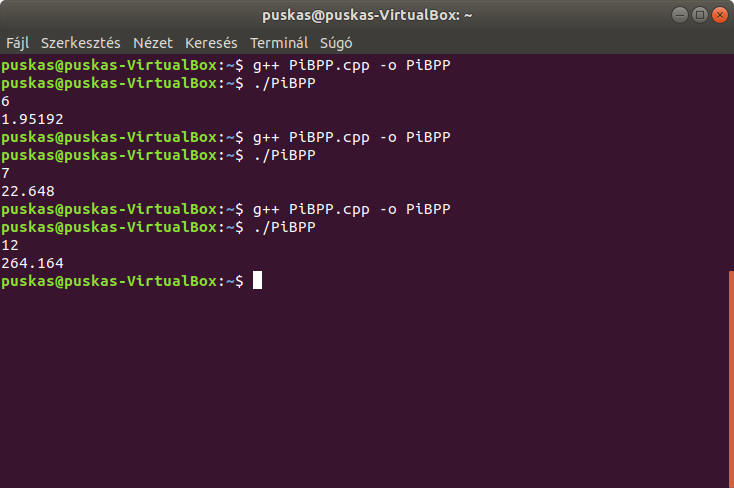 puskas@puskas-VirtualBox: ~
Fájl Szerkesztés Nézet Keresés Terminál Súgó
puskas@puskas-VirtualBox:~$ g++ PiBPP.cpp -o PiBPP
puskas@puskas-VirtualBox:~$ ./PiBPP
6
1.95192
puskas@puskas-VirtualBox:~$ g++ PiBPP.cpp -o PiBPP
puskas@puskas-VirtualBox:~$ ./PiBPP
7
22.648
puskas@puskas-VirtualBox:~$ g++ PiBPP.cpp -o PiBPP
puskas@puskas-VirtualBox:~$ ./PiBPP
12
264.164
puskas@puskas-VirtualBox:~$